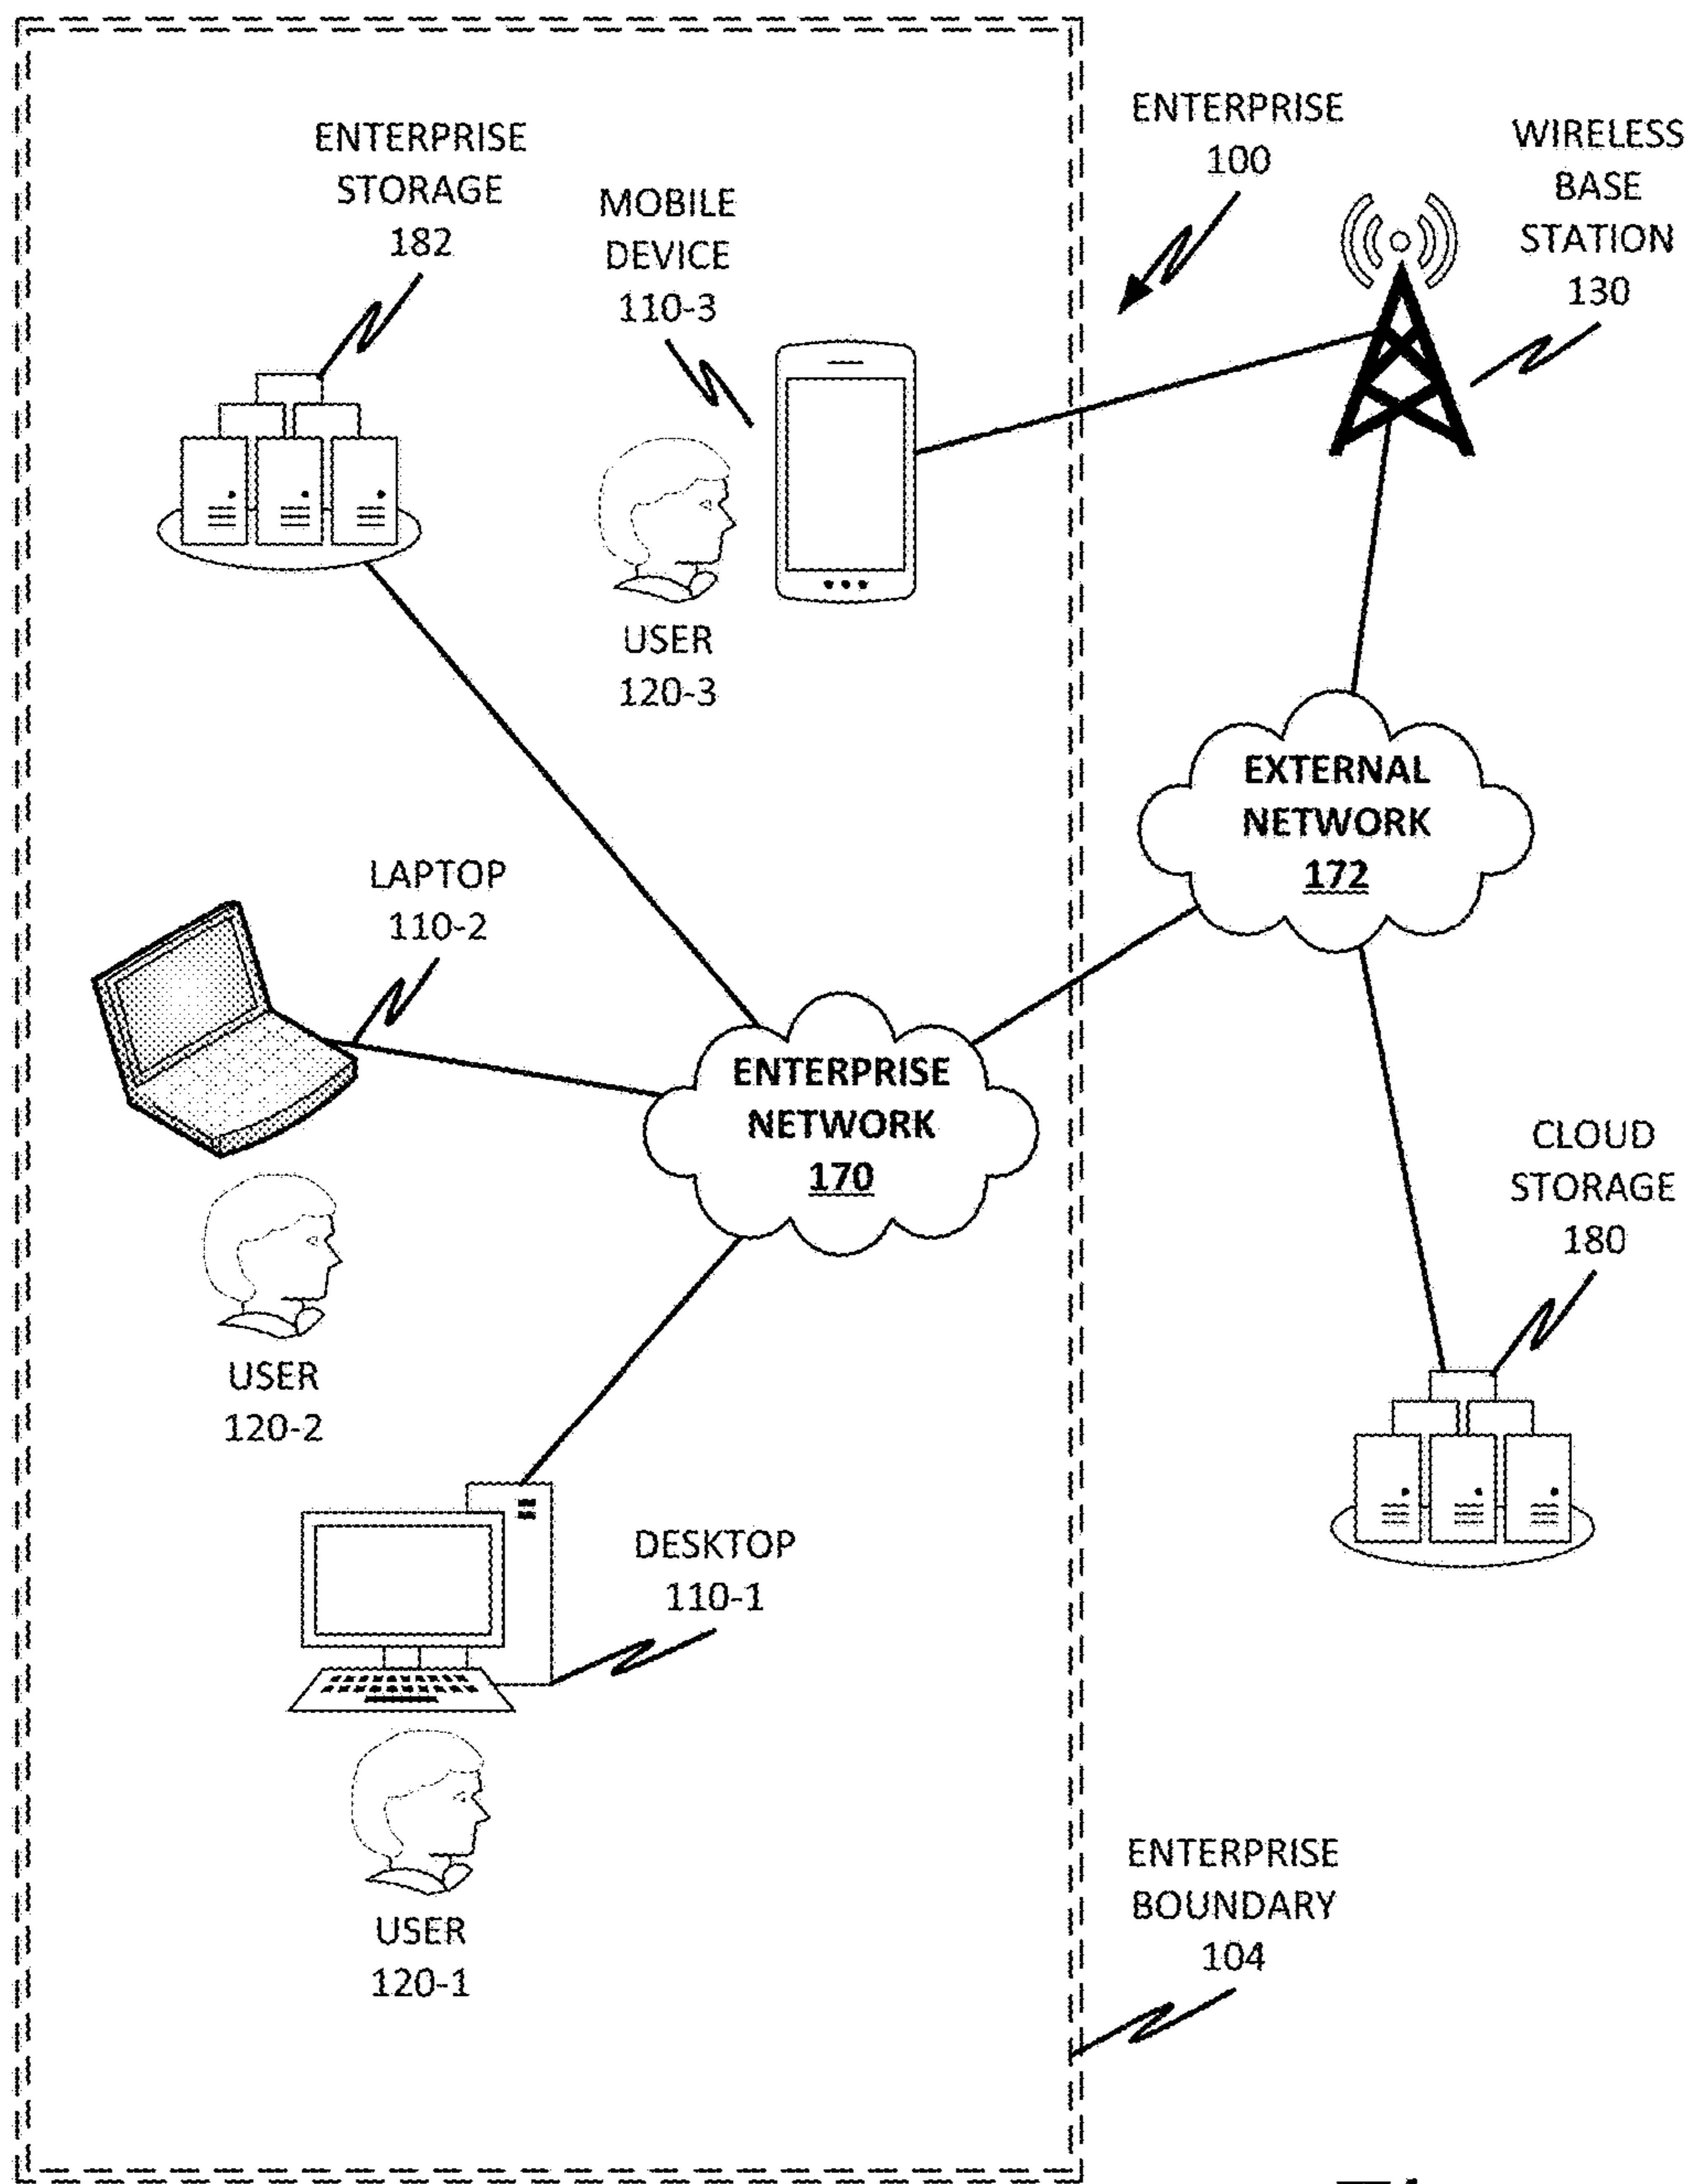 ENTERPRISE
100
WIRELESS
BASE
STATION
130
ENTERPRISE
STORAGE
182
MOBILE
DEVICE
110-3
USER
120-3
EXTERNAL
NETWORK
172
LAPTOP
110-2
ENTERPRISE
NETWORK
170
CLOUD
STORAGE
180
USER
120-2
DESKTOP
110-1
ENTERPRISE
BOUNDARY
104
USER
120-1